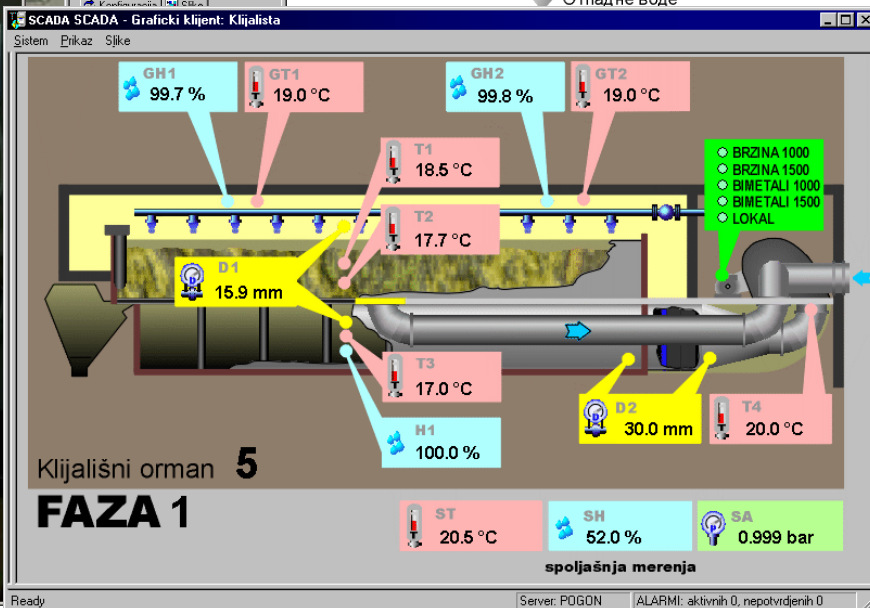 Konfiguracija Slike
Отпадне воде
SCADA SCADA - Graficki klijent: Klijalista
Sistem Prikaz Slike
GH1
99.7 %
GT1
19.0 °C
GH2
99.8 %
GT2
19.0 °C
T1
18.5 °C
BRZINA 1000
BRZINA 1500
BIMETALI 1000
BIMETALI 1500
LOKAL
T2
17.7 °C
D1
15.9 mm
T3
17.0 °C
D2
30.0 mm
T4
20.0 °C
H1
100.0 %
Klijališni orman 5
FAZA 1
ST
20.5 °C
SH
52.0 %
SA
0.999 bar
spoljašnja merenja
Ready
Server: POGON
ALARMI: aktivnih 0, nepotvrdjenih 0